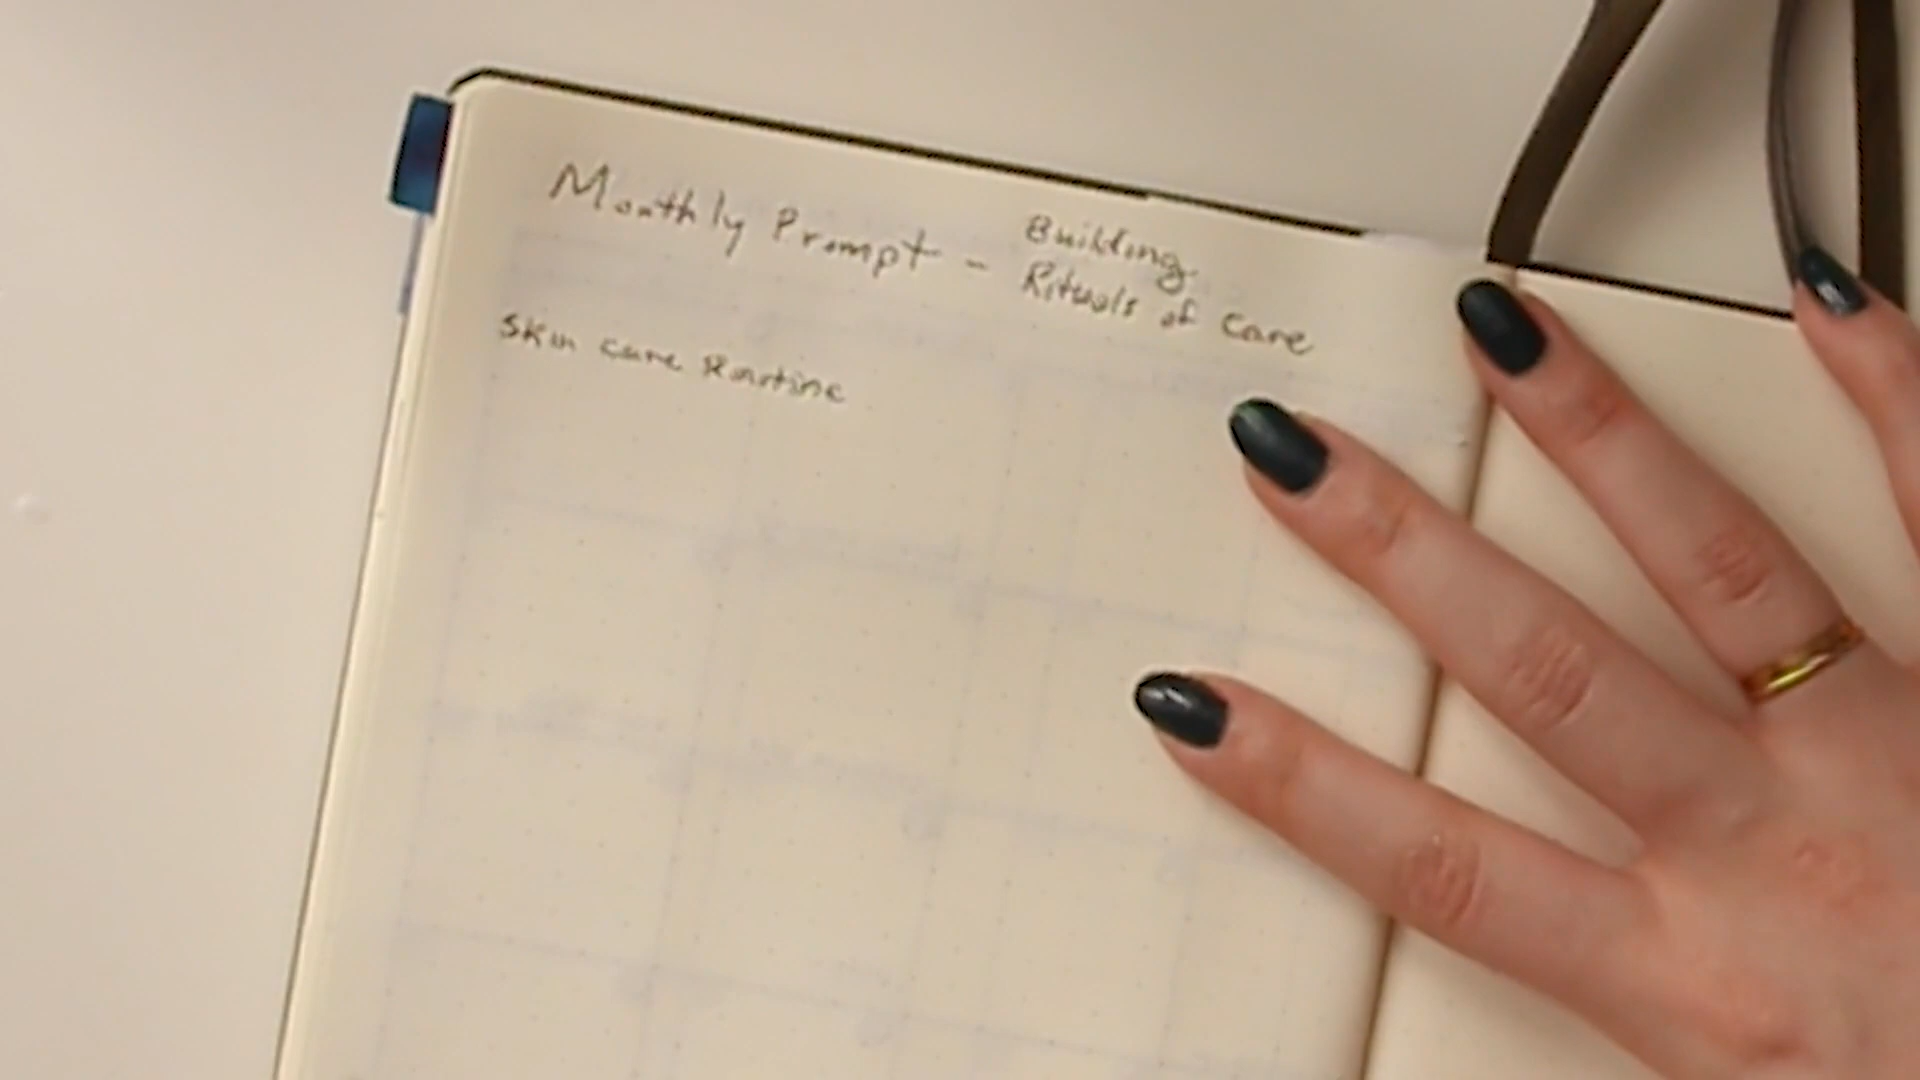 Monthly Prompt - Building
Rituals of Care
Skin care Routine